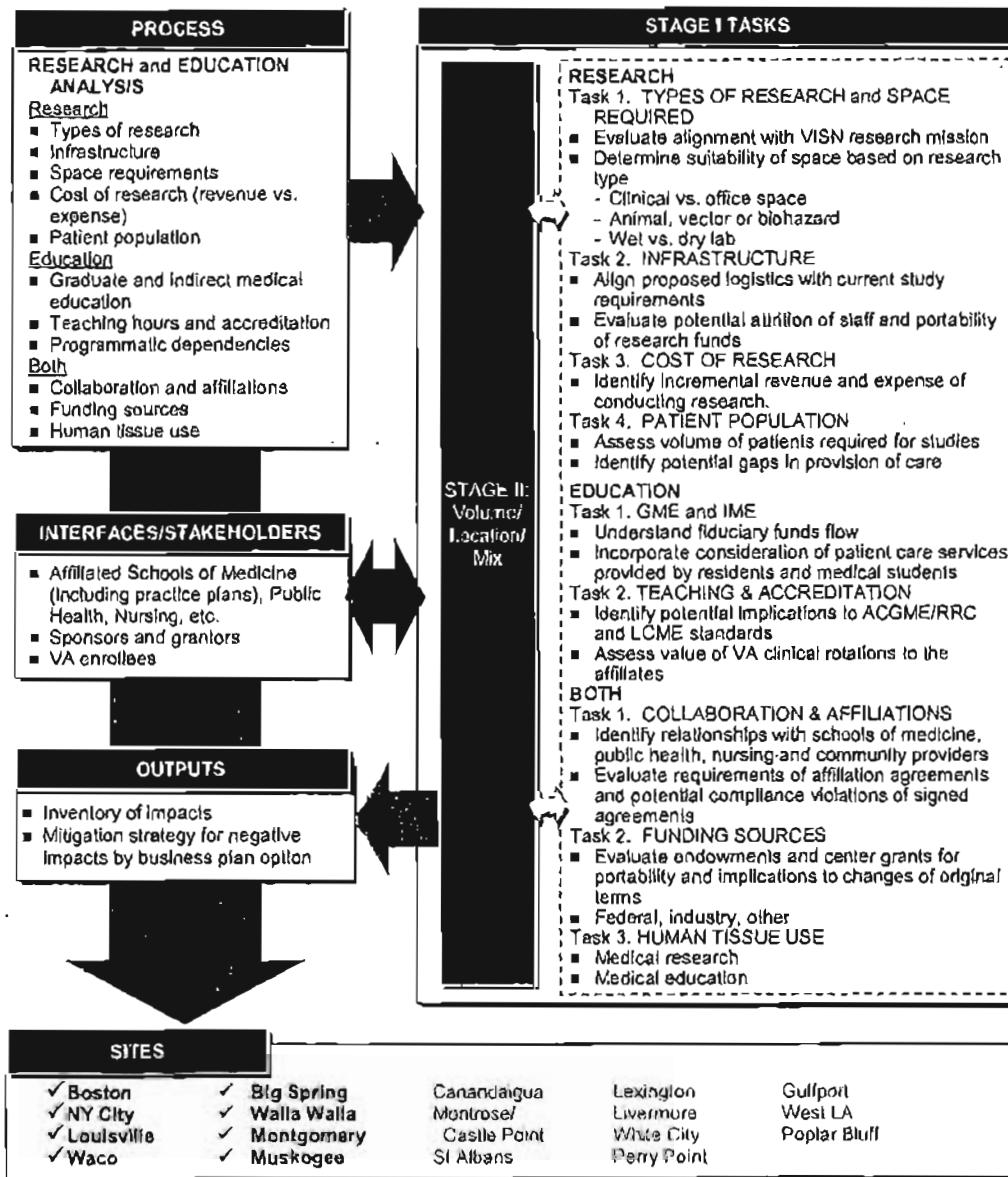 PROCESS
RESEARCH and EDUCATION
ANALYSIS
Research
■ Types of research
■ Infrastructure
■ Space requirements
■ Cost of research (revenue vs.
expense)
■ Patient population
Education
■ Graduate and indirect medical
education
■ Teaching hours and accreditation
■ Programmatic dependencies
Both
■ Collaboration and affiliations
■ Funding sources
■ Human tissue use
INTERFACES/STAKEHOLDERS
■ Affiliated Schools of Medicine
(including practice plans), Public
Health, Nursing, etc.
■ Sponsors and grantors
■ VA enrollees
OUTPUTS
■ Inventory of impacts
■ Mitigation strategy for negative
impacts by business plan option
STAGE I TASKS
STAGE II:
Volume/
Location/
Mix
RESEARCH
Task 1. TYPES OF RESEARCH and SPACE
REQUIRED
■ Evaluate alignment with VISN research mission
■ Determine suitability of space based on research
type
- Clinical vs. office space
- Animal, vector or biohazard
- Wet vs. dry lab
Task 2. INFRASTRUCTURE
■ Align proposed logistics with current study
requirements
■ Evaluate potential attrition of staff and portability
of research funds
Task 3. COST OF RESEARCH
■ Identify incremental revenue and expense of
conducting research.
Task 4. PATIENT POPULATION
■ Assess volume of patients required for studies
■ Identify potential gaps in provision of care
EDUCATION
Task 1. GME and IME
■ Understand fiduciary funds flow
■ Incorporate consideration of patient care services
provided by residents and medical students
Task 2. TEACHING & ACCREDITATION
■ Identify potential implications to ACGME/RRC
and LCME standards
■ Assess value of VA clinical rotations to the
affiliates
BOTH
Task 1. COLLABORATION & AFFILIATIONS
■ Identify relationships with schools of medicine,
public health, nursing and community providers
■ Evaluate requirements of affiliation agreements
and potential compliance violations of signed
agreements
Task 2. FUNDING SOURCES
■ Evaluate endowments and center grants for
portability and implications to changes of original
terms
■ Federal, industry, other
Task 3. HUMAN TISSUE USE
■ Medical research
■ Medical education
SITES
✓ Boston
✓ NY City
✓ Louisville
✓ Waco
✓ Big Spring
✓ Walla Walla
✓ Montgomery
✓ Muskogee
Canandaigua
Montrose/
Castle Point
St Albans
Lexington
Livermore
White City
Perry Point
Gulfport
West LA
Poplar Bluff